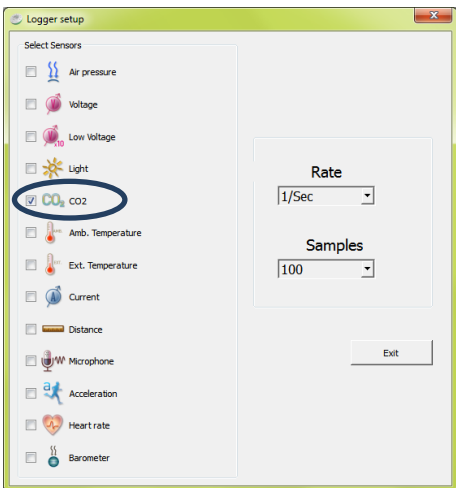 Logger setup
Select Sensors
Air pressure
Voltage
x10 Low Voltage
Light
CO₂ CO2
Amb. Temperature
Ext. Temperature
A Current
Distance
Microphone
a Acceleration
Heart rate
Barometer
Rate
1/Sec
Samples
100
Exit